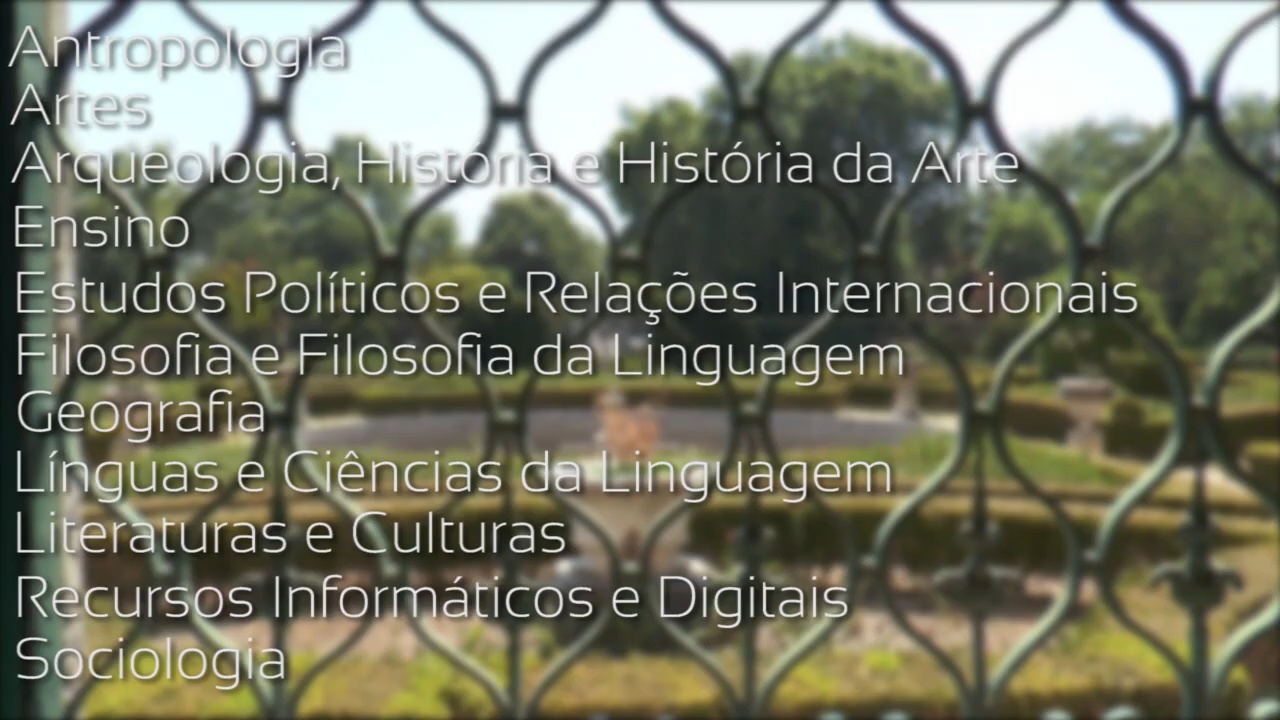 Antropologia
Artes
Arqueologia, História e História da Arte
Ensino
Estudos Políticos e Relações Internacionais
Filosofia e Filosofia da Linguagem
Geografia
Línguas e Ciências da Linguagem
Literaturas e Culturas
Recursos Informáticos e Digitais
Sociologia